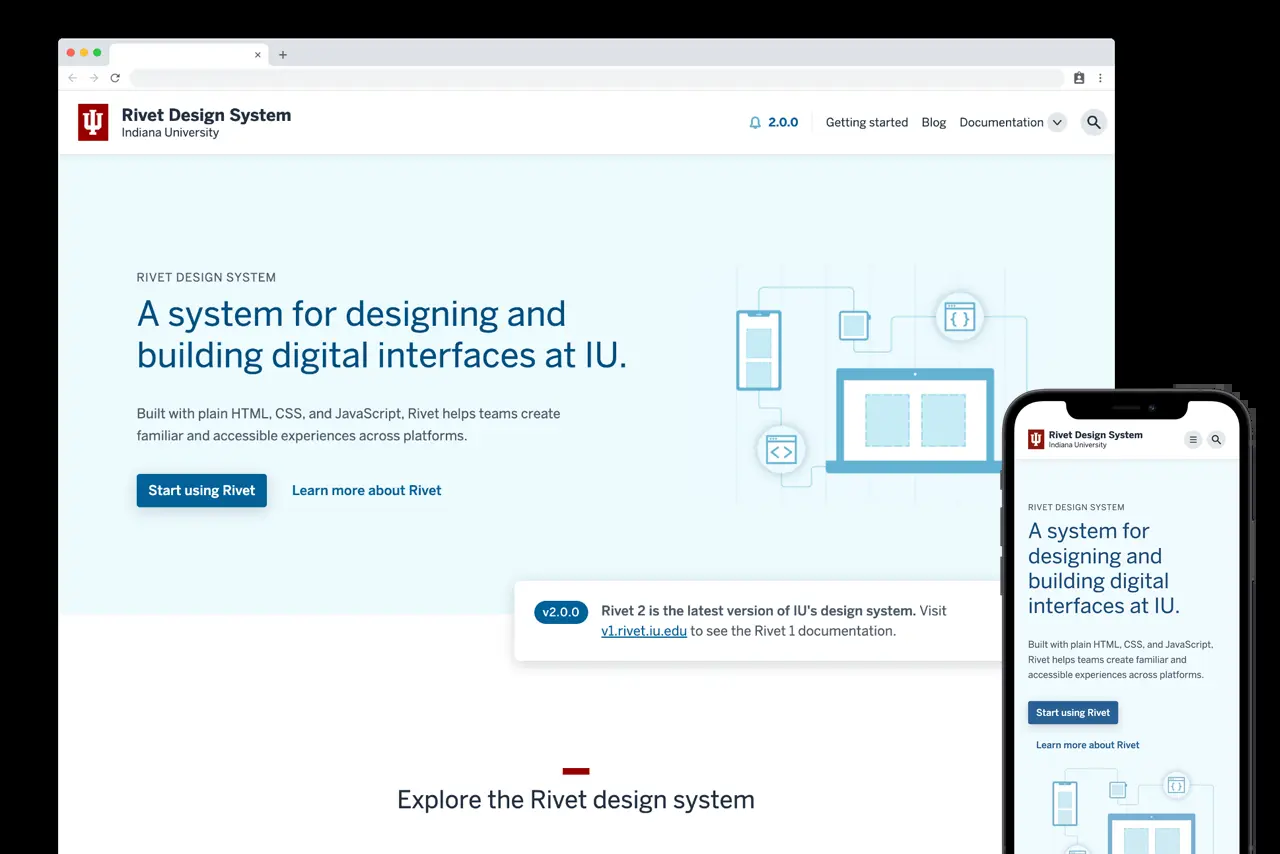 Rivet Design System
Indiana University
2.0.0
Getting started
Blog
Documentation
RIVET DESIGN SYSTEM
A system for designing and
building digital interfaces at IU.
Built with plain HTML, CSS, and JavaScript, Rivet helps teams create
familiar and accessible experiences across platforms.
Start using Rivet
Learn more about Rivet
v2.0.0
Rivet 2 is the latest version of IU's design system. Visit
v1.rivet.iu.edu to see the Rivet 1 documentation.
Explore the Rivet design system
Rivet Design System
Indiana University
RIVET DESIGN SYSTEM
A system for
designing and
building digital
interfaces at IU.
Built with plain HTML, CSS, and JavaScript,
Rivet helps teams create familiar and
accessible experiences across platforms.
Start using Rivet
Learn more about Rivet